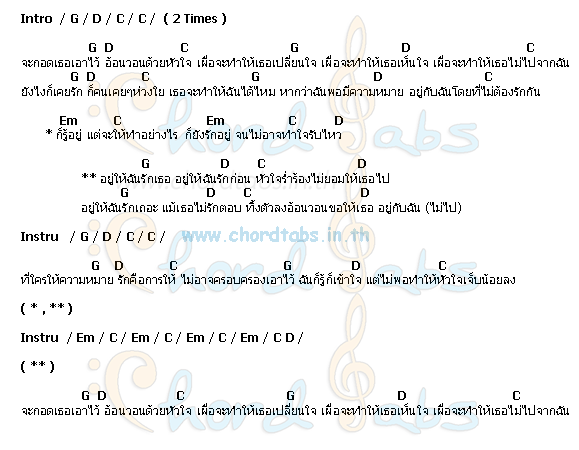 Intro / G / D / C / C / ( 2 Times )
G D C G D C
จะกอดเธอเอาไว้ อ้อนวอนด้วยหัวใจ เผื่อจะทำให้เธอเปลี่ยนใจ เผื่อจะทำให้เธอเห็นใจ เผื่อจะทำให้เธอไม่ไปจากฉัน
G D C G D C
ยังไงก็เคยรัก ก็คนเคยๆห่วงใย เธอจะทำให้ฉันได้ไหม หากว่าฉันพอมีความหมาย อยู่กับฉันโดยที่ไม่ต้องรักกัน
Em C Em C D
* ก็รู้อยู่ แต่จะให้ทำอย่างไร ก็ยังรักอยู่ จนไม่อาจทำใจรับไหว
G D C D
** อยู่ให้ฉันรักเธอ อยู่ให้ฉันรักก่อน หัวใจร่ำร้องไม่ยอมให้เธอไป
G D C D
อยู่ให้ฉันรักเถอะ แม้เธอไม่รักตอบ ทิ้งตัวลงอ้อนวอนขอให้เธอ อยู่กับฉัน (ไม่ไป)
Instru / G / D / C / C /
www.chordtabs.in.th
G D C G D C
ที่ใครให้ความหมาย รักคือการให้ ไม่อาจครอบครองเอาไว้ ฉันก็รู้ก็เข้าใจ แต่ไม่พอทำให้หัวใจเจ็บน้อยลง
( * , ** )
Instru / Em / C / Em / C / Em / C / Em / C D /
( ** )
G D C G D C
จะกอดเธอเอาไว้ อ้อนวอนด้วยหัวใจ เผื่อจะทำให้เธอเปลี่ยนใจ เผื่อจะทำให้เธอเห็นใจ เผื่อจะทำให้เธอไม่ไปจากฉัน